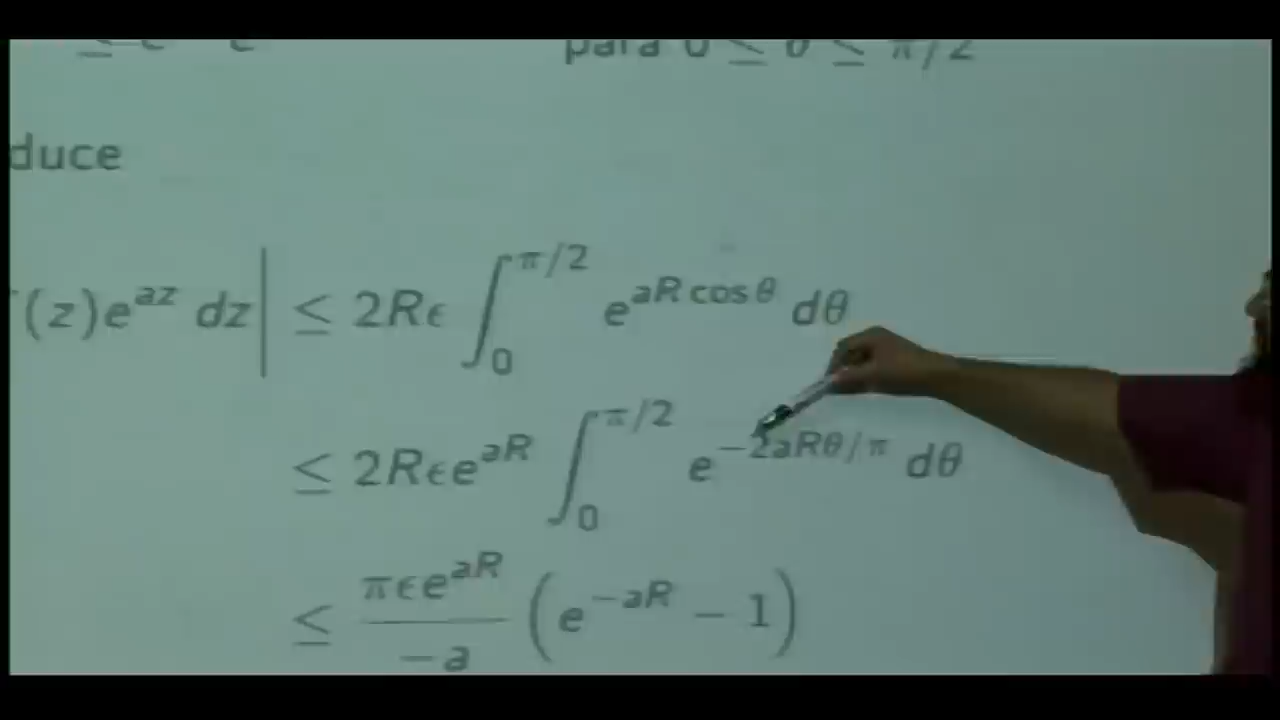 para 0 ≤ θ ≤ π/2
duce
(z)e^{az} dz| ≤ 2Rϵ ∫_0^{π/2} e^{aR cos θ} dθ
≤ 2Rϵe^{aR} ∫_0^{π/2} e^{-2aRθ/π} dθ
≤ \frac{πϵe^{aR}}{-a} (e^{-aR} - 1)